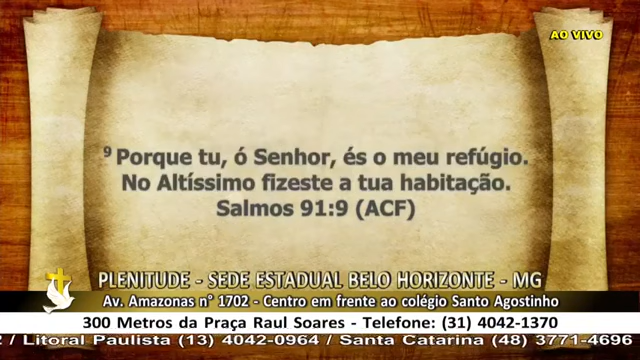 AO VIVO
9 Porque tu, ó Senhor, és o meu refúgio.
No Altíssimo fizeste a tua habitação.
Salmos 91:9 (ACF)
PLENITUDE - SEDE ESTADUAL BELO HORIZONTE - MG
Av. Amazonas n° 1702 - Centro em frente ao colégio Santo Agostinho
300 Metros da Praça Raul Soares - Telefone: (31) 4042-1370
/ Litoral Paulista (13) 4042-0964 / Santa Catarina (48) 3771-4696